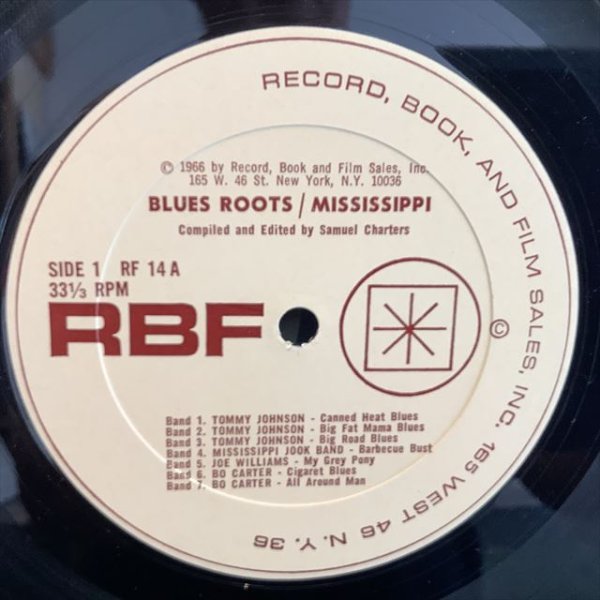 RECORD, BOOK, AND FILM SALES, INC. 165 WEST 46 N.Y. 36
© 1966 by Record, Book and Film Sales, Inc.
165 W. 46 St. New York, N.Y. 10036
BLUES ROOTS / MISSISSIPPI
Compiled and Edited by Samuel Charters
SIDE 1 RF 14 A
33⅓ RPM
RBF
©
Band 1. TOMMY JOHNSON - Canned Heat Blues
Band 2. TOMMY JOHNSON - Big Fat Mama Blues
Band 3. TOMMY JOHNSON - Big Road Blues
Band 4. MISSISSIPPI JOOK BAND - Barbecue Bust
Band 5. JOE WILLIAMS - My Grey Pony
Band 6. BO CARTER - Cigaret Blues
Band 7. BO CARTER - All Around Man